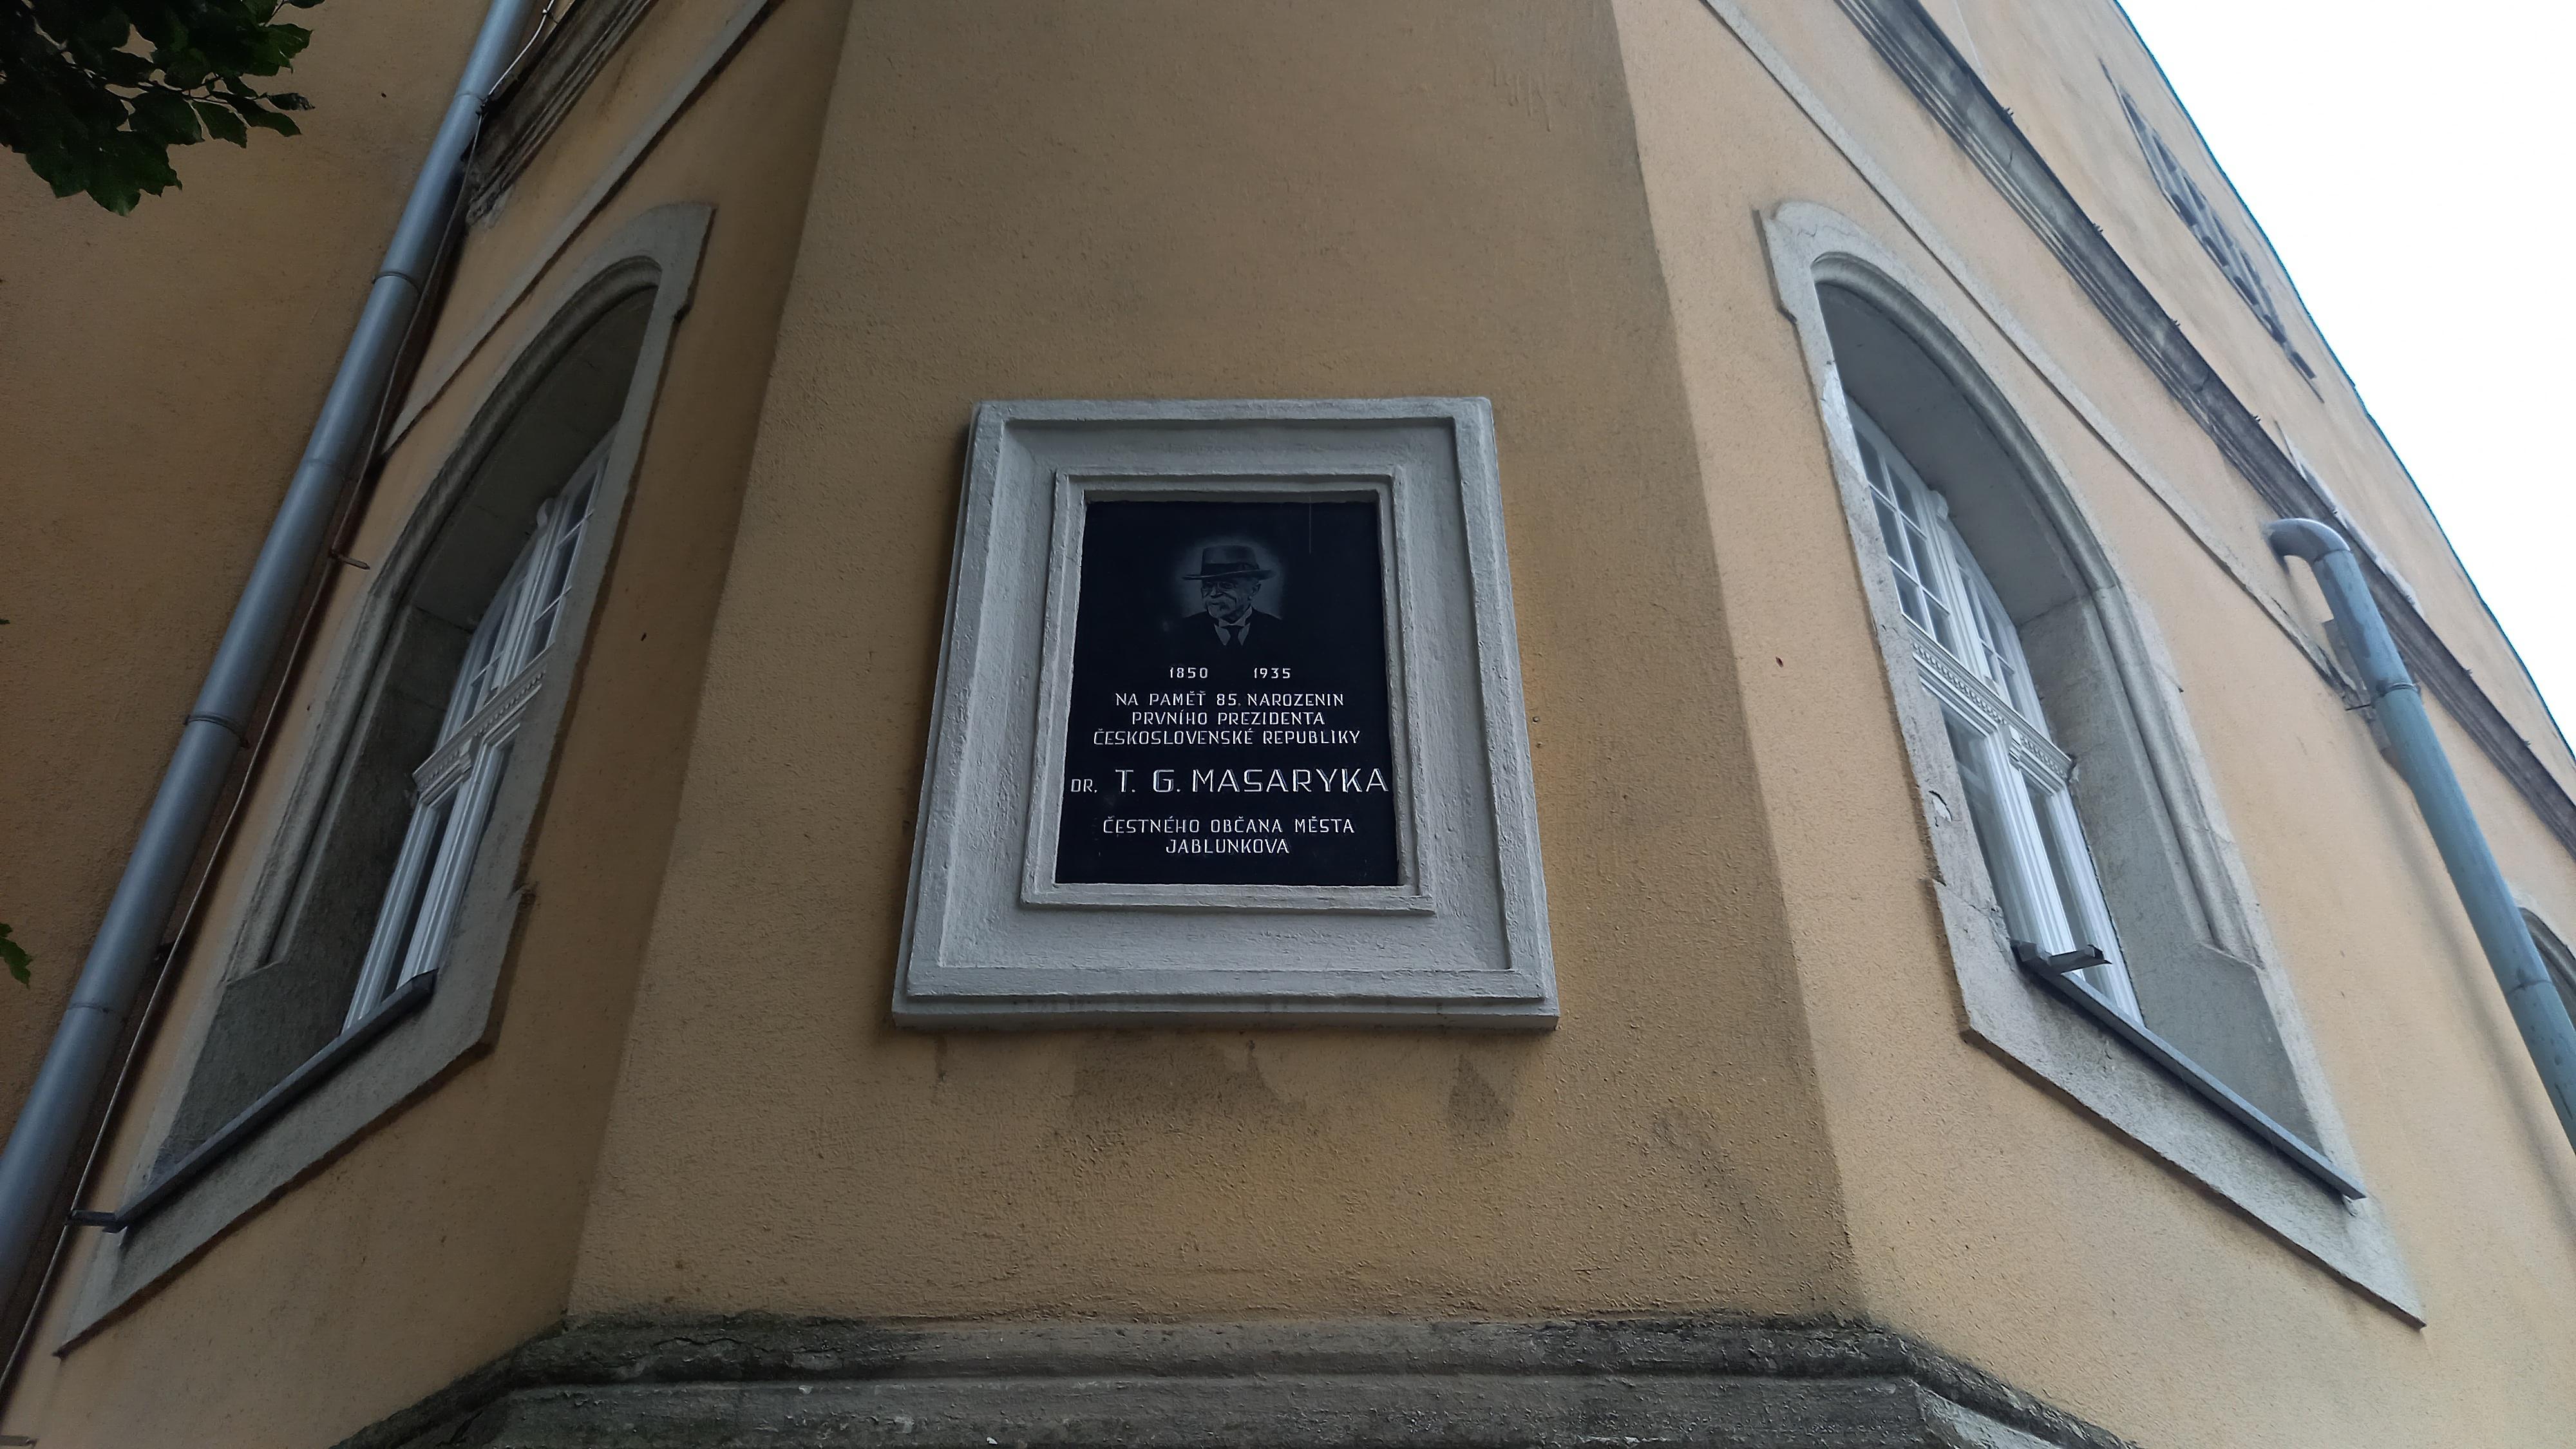 1850 1935
NA PAMĚŤ 85. NAROZENIN
PRVNÍHO PREZIDENTA
ČESKOSLOVENSKÉ REPUBLIKY
DR. T. G. MASARYKA
ČESTNÉHO OBČANA MĚSTA
JABLUNKOVA